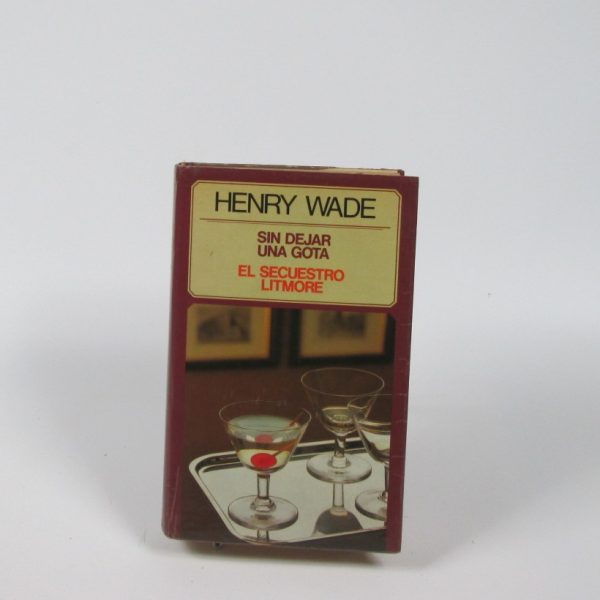 HENRY WADE
SIN DEJAR
UNA GOTA
EL SECUESTRO
LITMORE